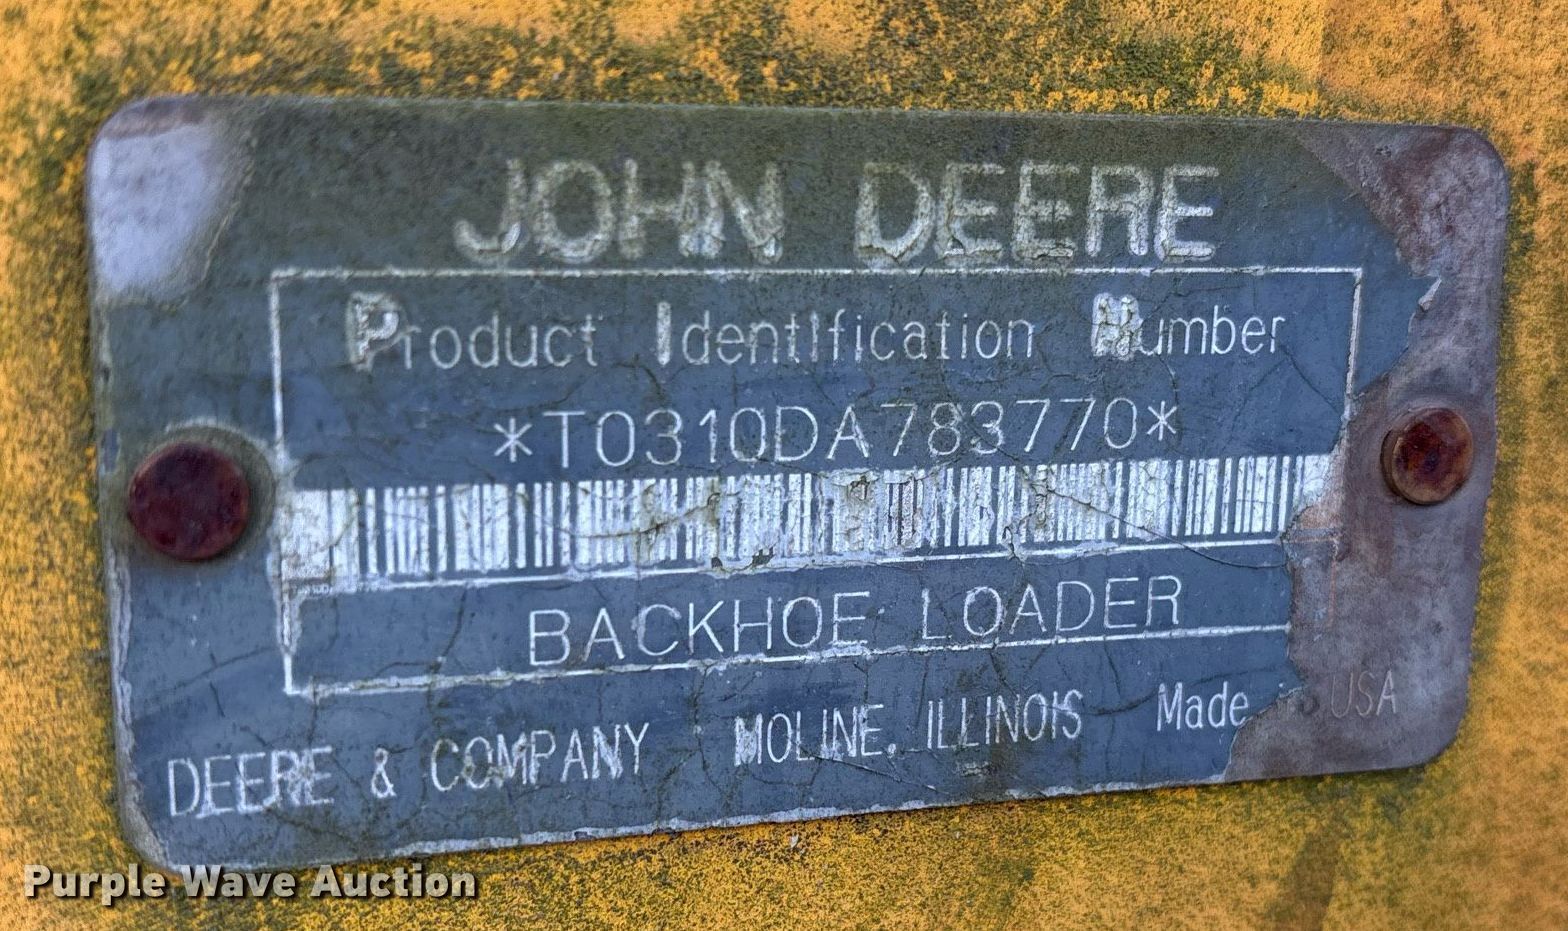 JOHN DEERE
Product Identification Number
*T0310DA783770*
BACKHOE LOADER
DEERE & COMPANY MOLINE, ILLINOIS Made USA
Purple Wave Auction